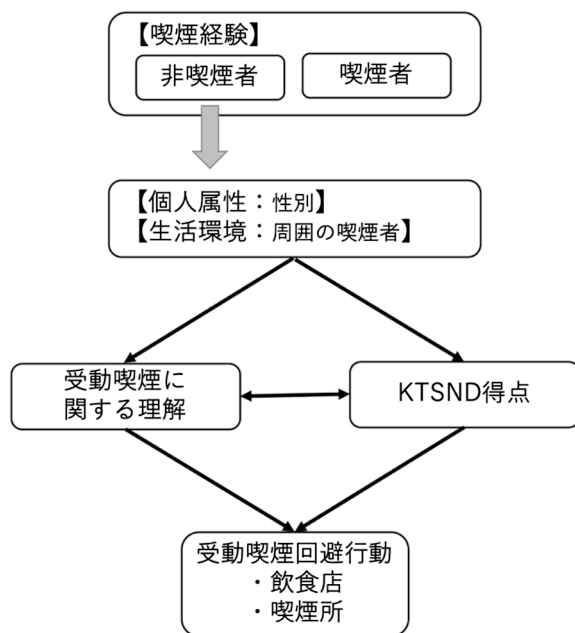 【喫煙経験】
非喫煙者
喫煙者
【個人属性：性別】
【生活環境：周囲の喫煙者】
受動喫煙に
関する理解
KTSND得点
受動喫煙回避行動
・飲食店
・喫煙所